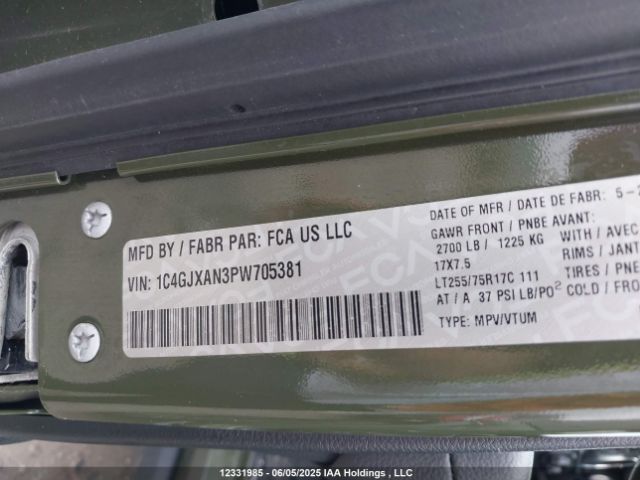 MFD BY / FABR PAR: FCA US LLC
VIN: 1C4GJXAN3PW705381
DATE OF MFR / DATE DE FABR: 5-2
GAWR FRONT / PNBE AVANT:
2700 LB / 1225 KG WITH / AVEC
17X7.5 RIMS / JANT
LT255/75R17C 111 TIRES / PNE
AT / A 37 PSI LB/PO² COLD / FRO
TYPE: MPV/VTUM
12331985 - 06/05/2025 IAA Holdings , LLC